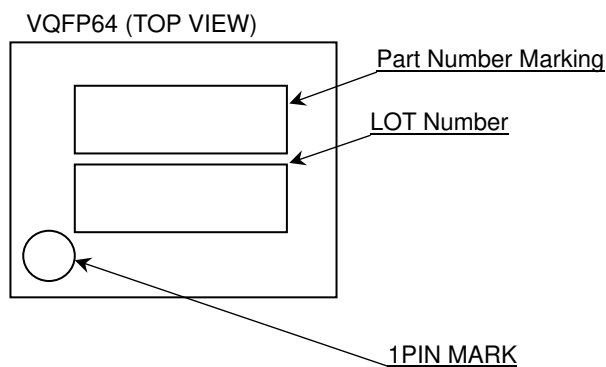 VQFP64 (TOP VIEW)
Part Number Marking
LOT Number
1PIN MARK